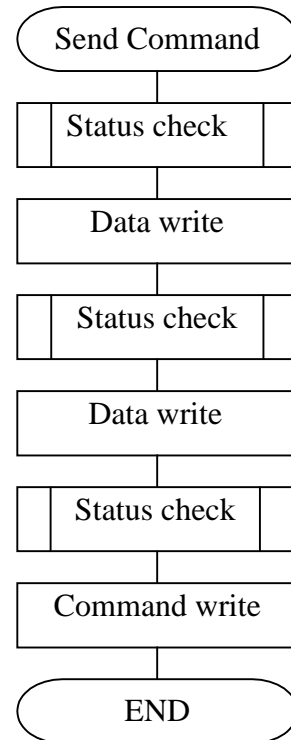 Send Command
Status check
Data write
Status check
Data write
Status check
Command write
END